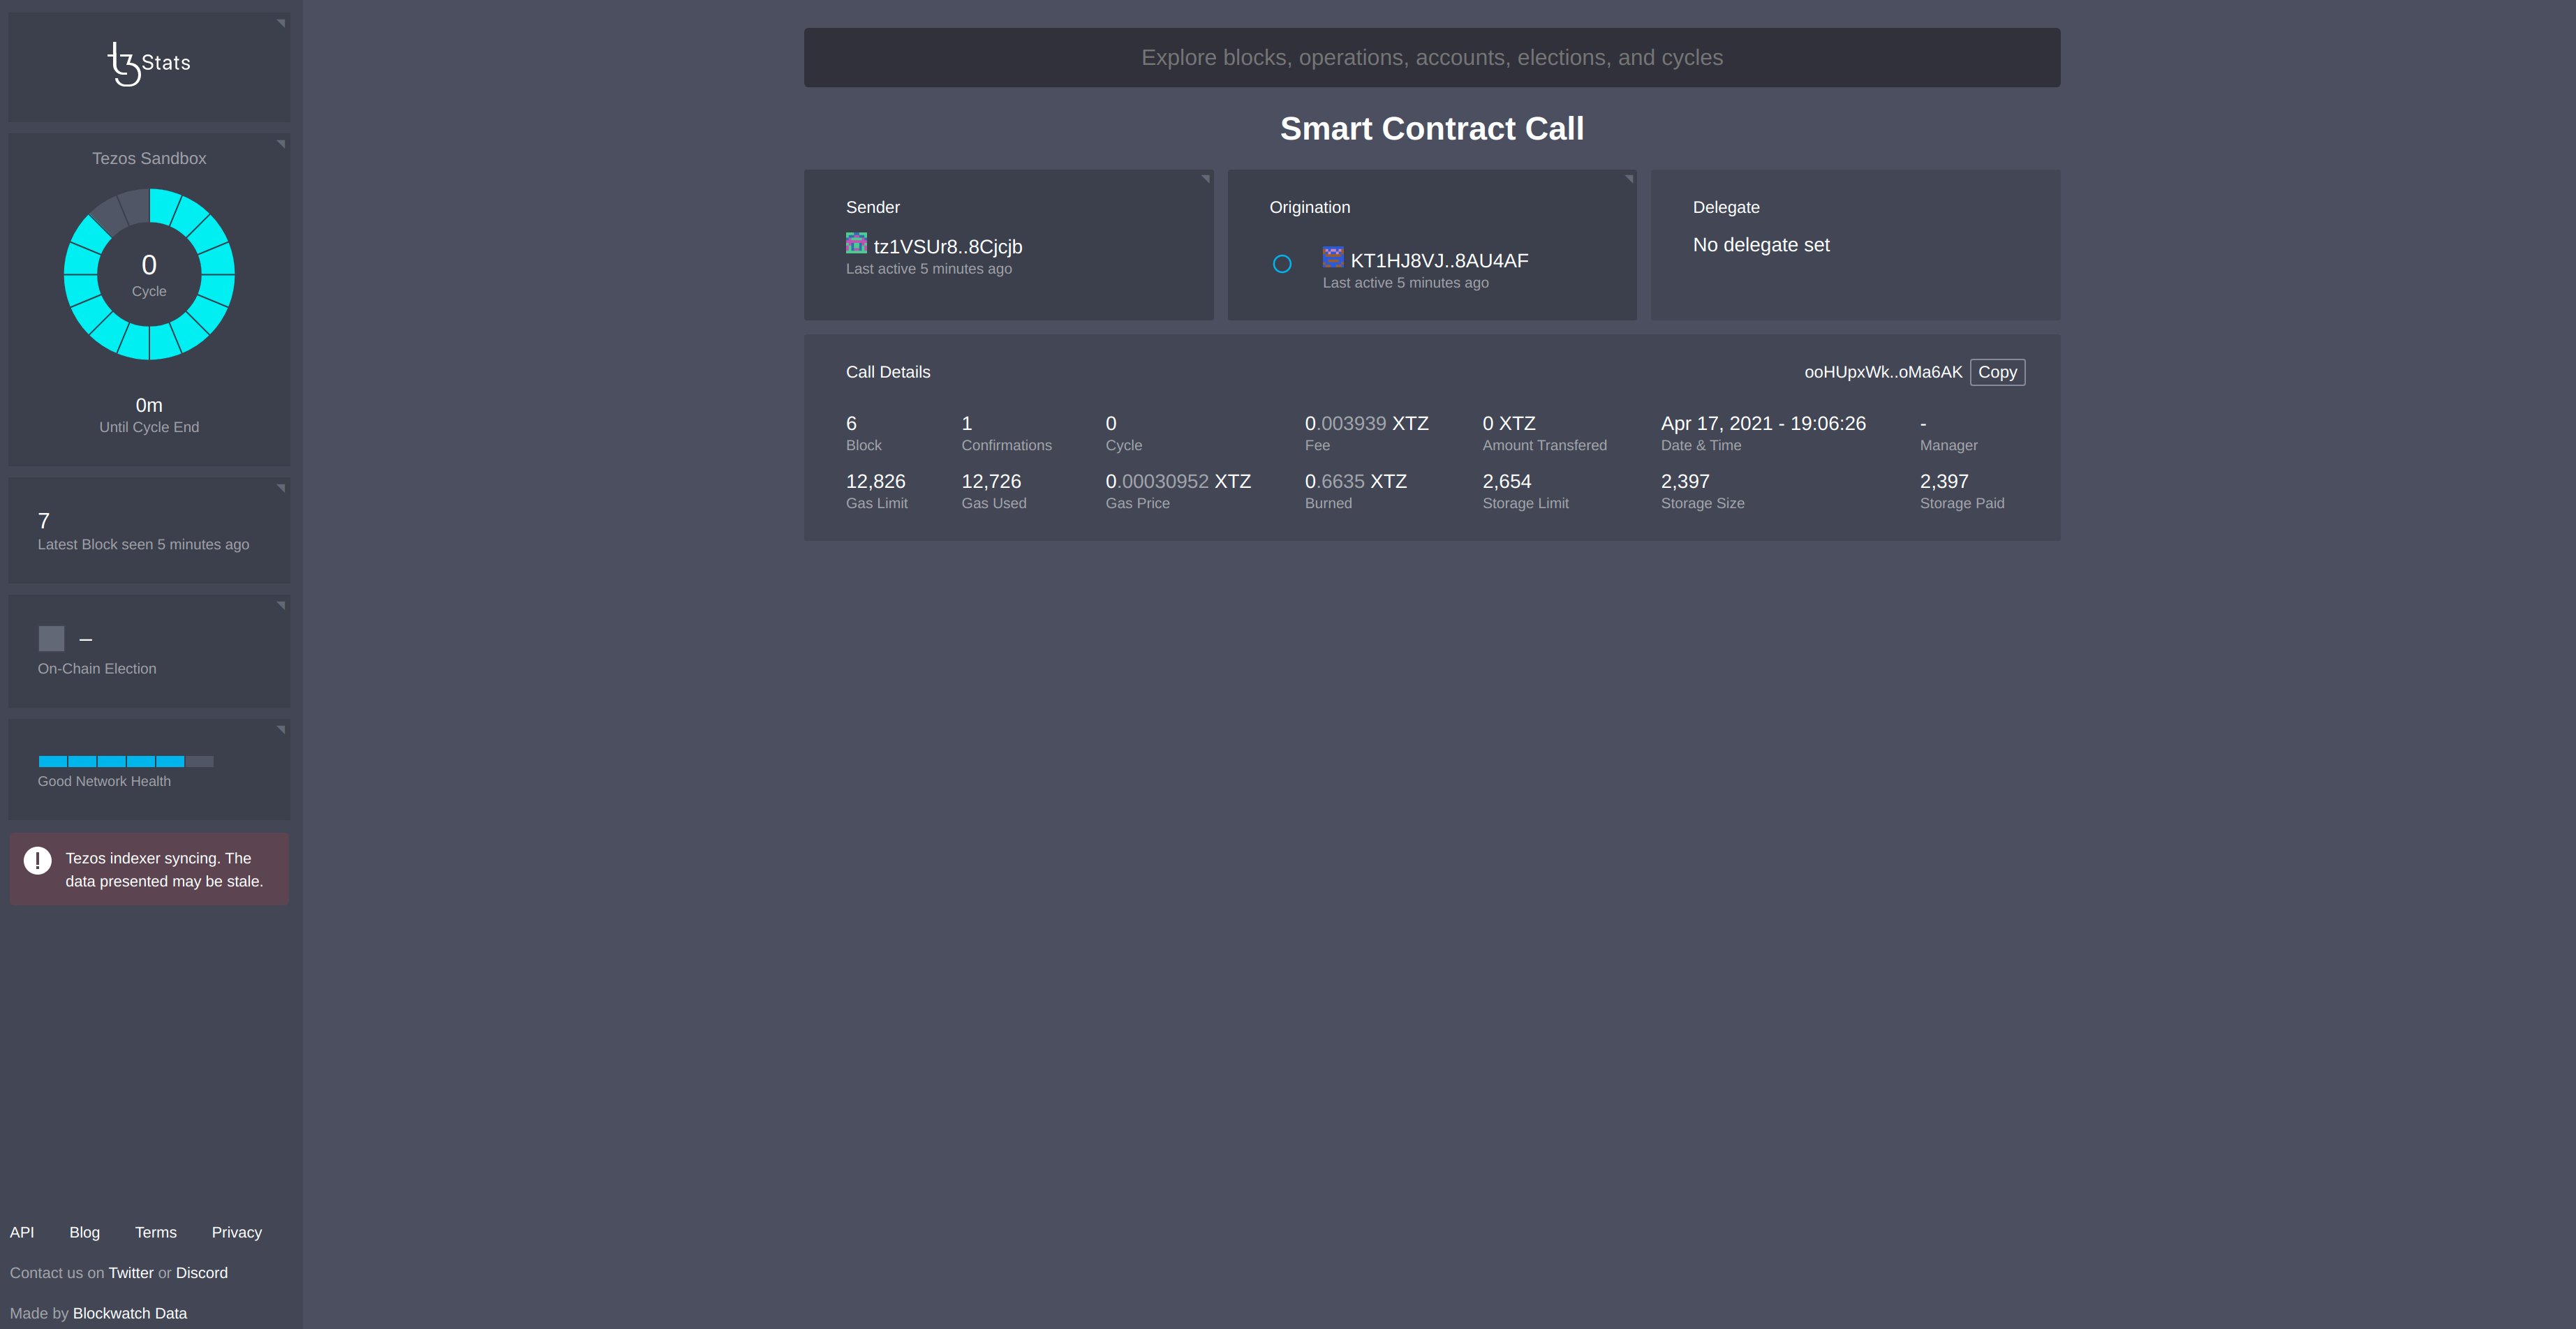 tz Stats
Tezos Sandbox
0
Cycle
0m
Until Cycle End
7
Latest Block seen 5 minutes ago
–
On-Chain Election
Good Network Health
! Tezos indexer syncing. The
data presented may be stale.
API Blog Terms Privacy
Contact us on Twitter or Discord
Made by Blockwatch Data
Explore blocks, operations, accounts, elections, and cycles
Smart Contract Call
Sender
tz1VSUr8..8Cjcjb
Last active 5 minutes ago
Origination
KT1HJ8VJ..8AU4AF
Last active 5 minutes ago
Delegate
No delegate set
Call Details ooHUpxWk..oMa6AK Copy
6 1 0 0.003939 XTZ 0 XTZ Apr 17, 2021 - 19:06:26 -
Block Confirmations Cycle Fee Amount Transfered Date & Time Manager
12,826 12,726 0.00030952 XTZ 0.6635 XTZ 2,654 2,397 2,397
Gas Limit Gas Used Gas Price Burned Storage Limit Storage Size Storage Paid